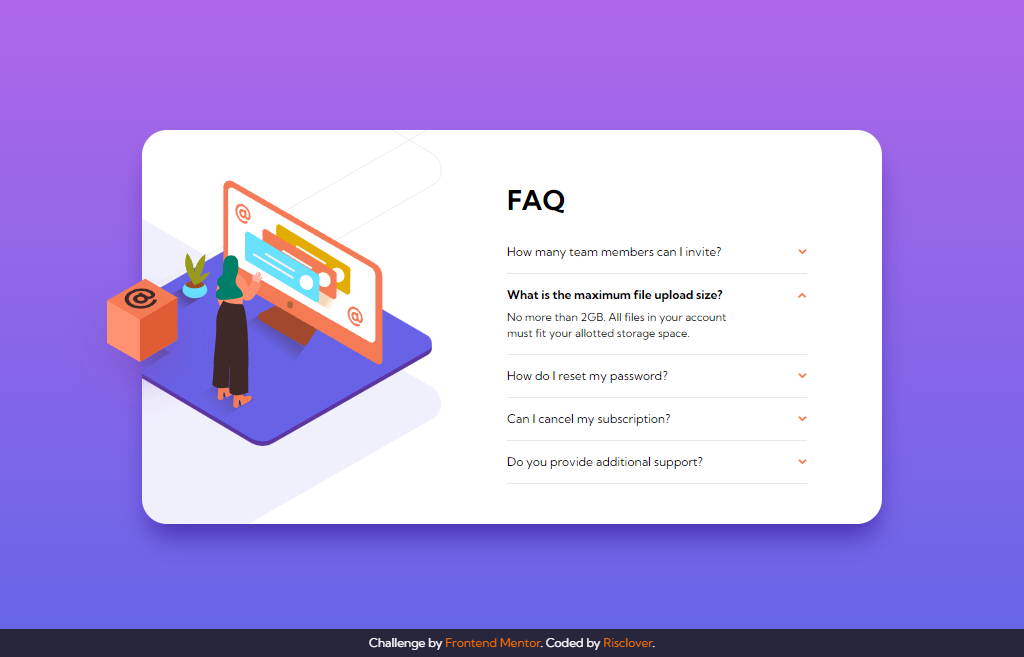 FAQ
How many team members can I invite?
What is the maximum file upload size?
No more than 2GB. All files in your account
must fit your allotted storage space.
How do I reset my password?
Can I cancel my subscription?
Do you provide additional support?
@
@
@
Challenge by Frontend Mentor. Coded by Risclover.